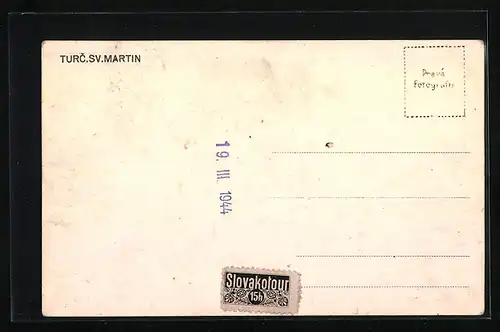 TURČ.SV.MARTIN
Pravá
Fotografia
19. III. 1944
Slovakotour
15h